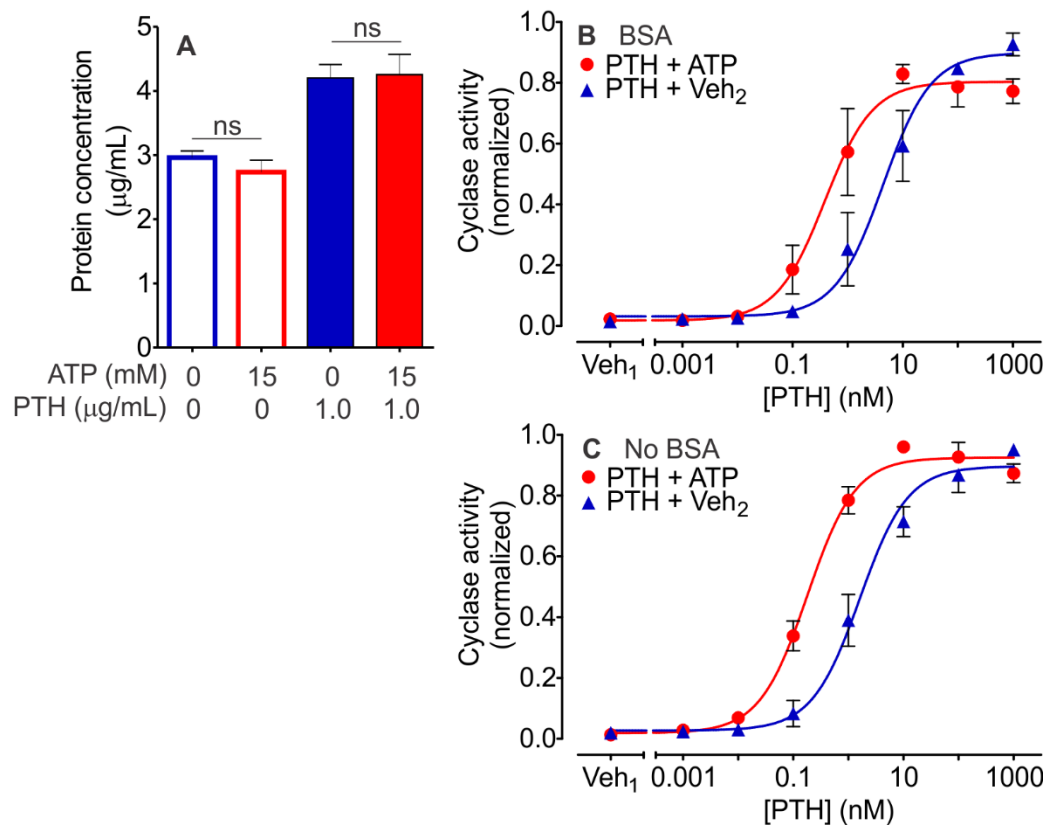 A
ns
ns
Protein concentration
(µg/mL)
5
4
3
2
1
0
ATP (mM) 0 15 0 15
PTH (µg/mL) 0 0 1.0 1.0
B BSA
PTH + ATP
PTH + Veh₂
Cyclase activity
(normalized)
1.0
0.8
0.6
0.4
0.2
0.0
Veh₁ 0.001 0.1 10 1000
[PTH] (nM)
C No BSA
PTH + ATP
PTH + Veh₂
Cyclase activity
(normalized)
1.0
0.8
0.6
0.4
0.2
0.0
Veh₁ 0.001 0.1 10 1000
[PTH] (nM)